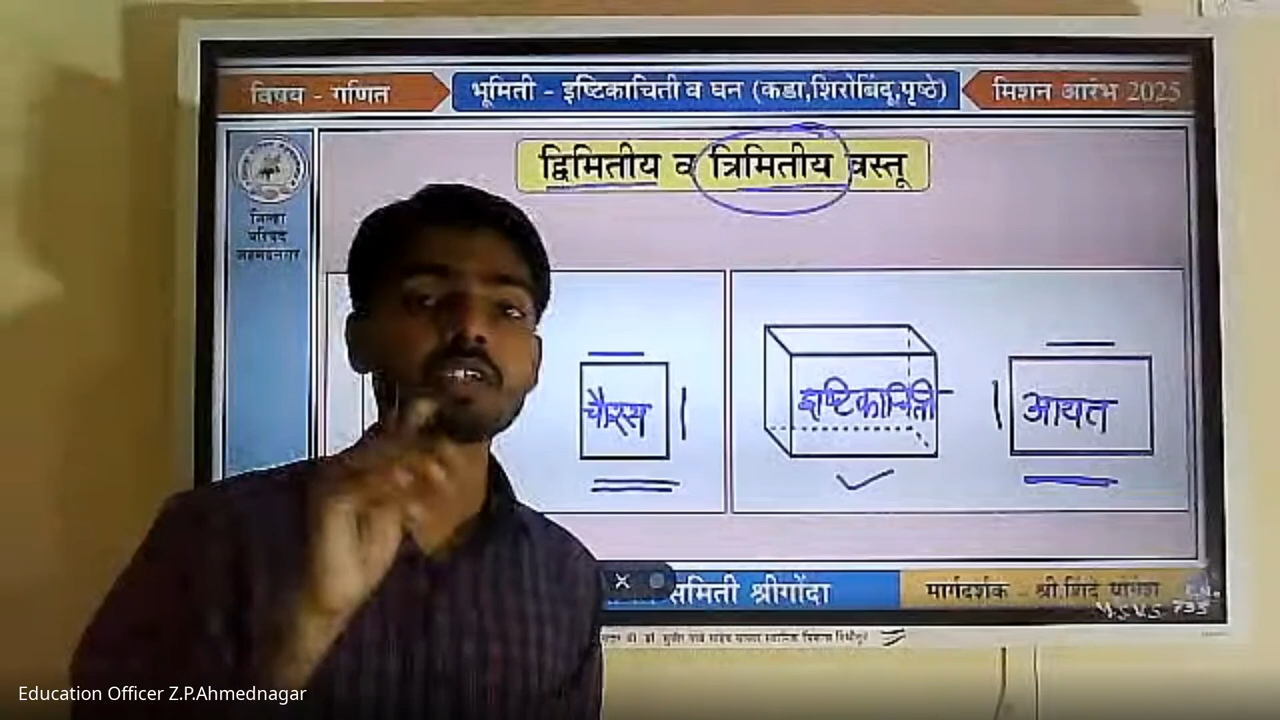 विषय - गणित
भूमिती - इष्टिकाचिती व घन (कडा,शिरोबिंदू,पृष्ठे)
मिशन आरंभ 2025
द्विमितीय व त्रिमितीय वस्तू
जिल्हा
परिषद
अहमदनगर
चौरस
इष्टिकाचिती
आयत
समिती श्रीगोंदा
मार्गदर्शक - श्री.शिंदे योगेश
Education Officer Z.P.Ahmednagar